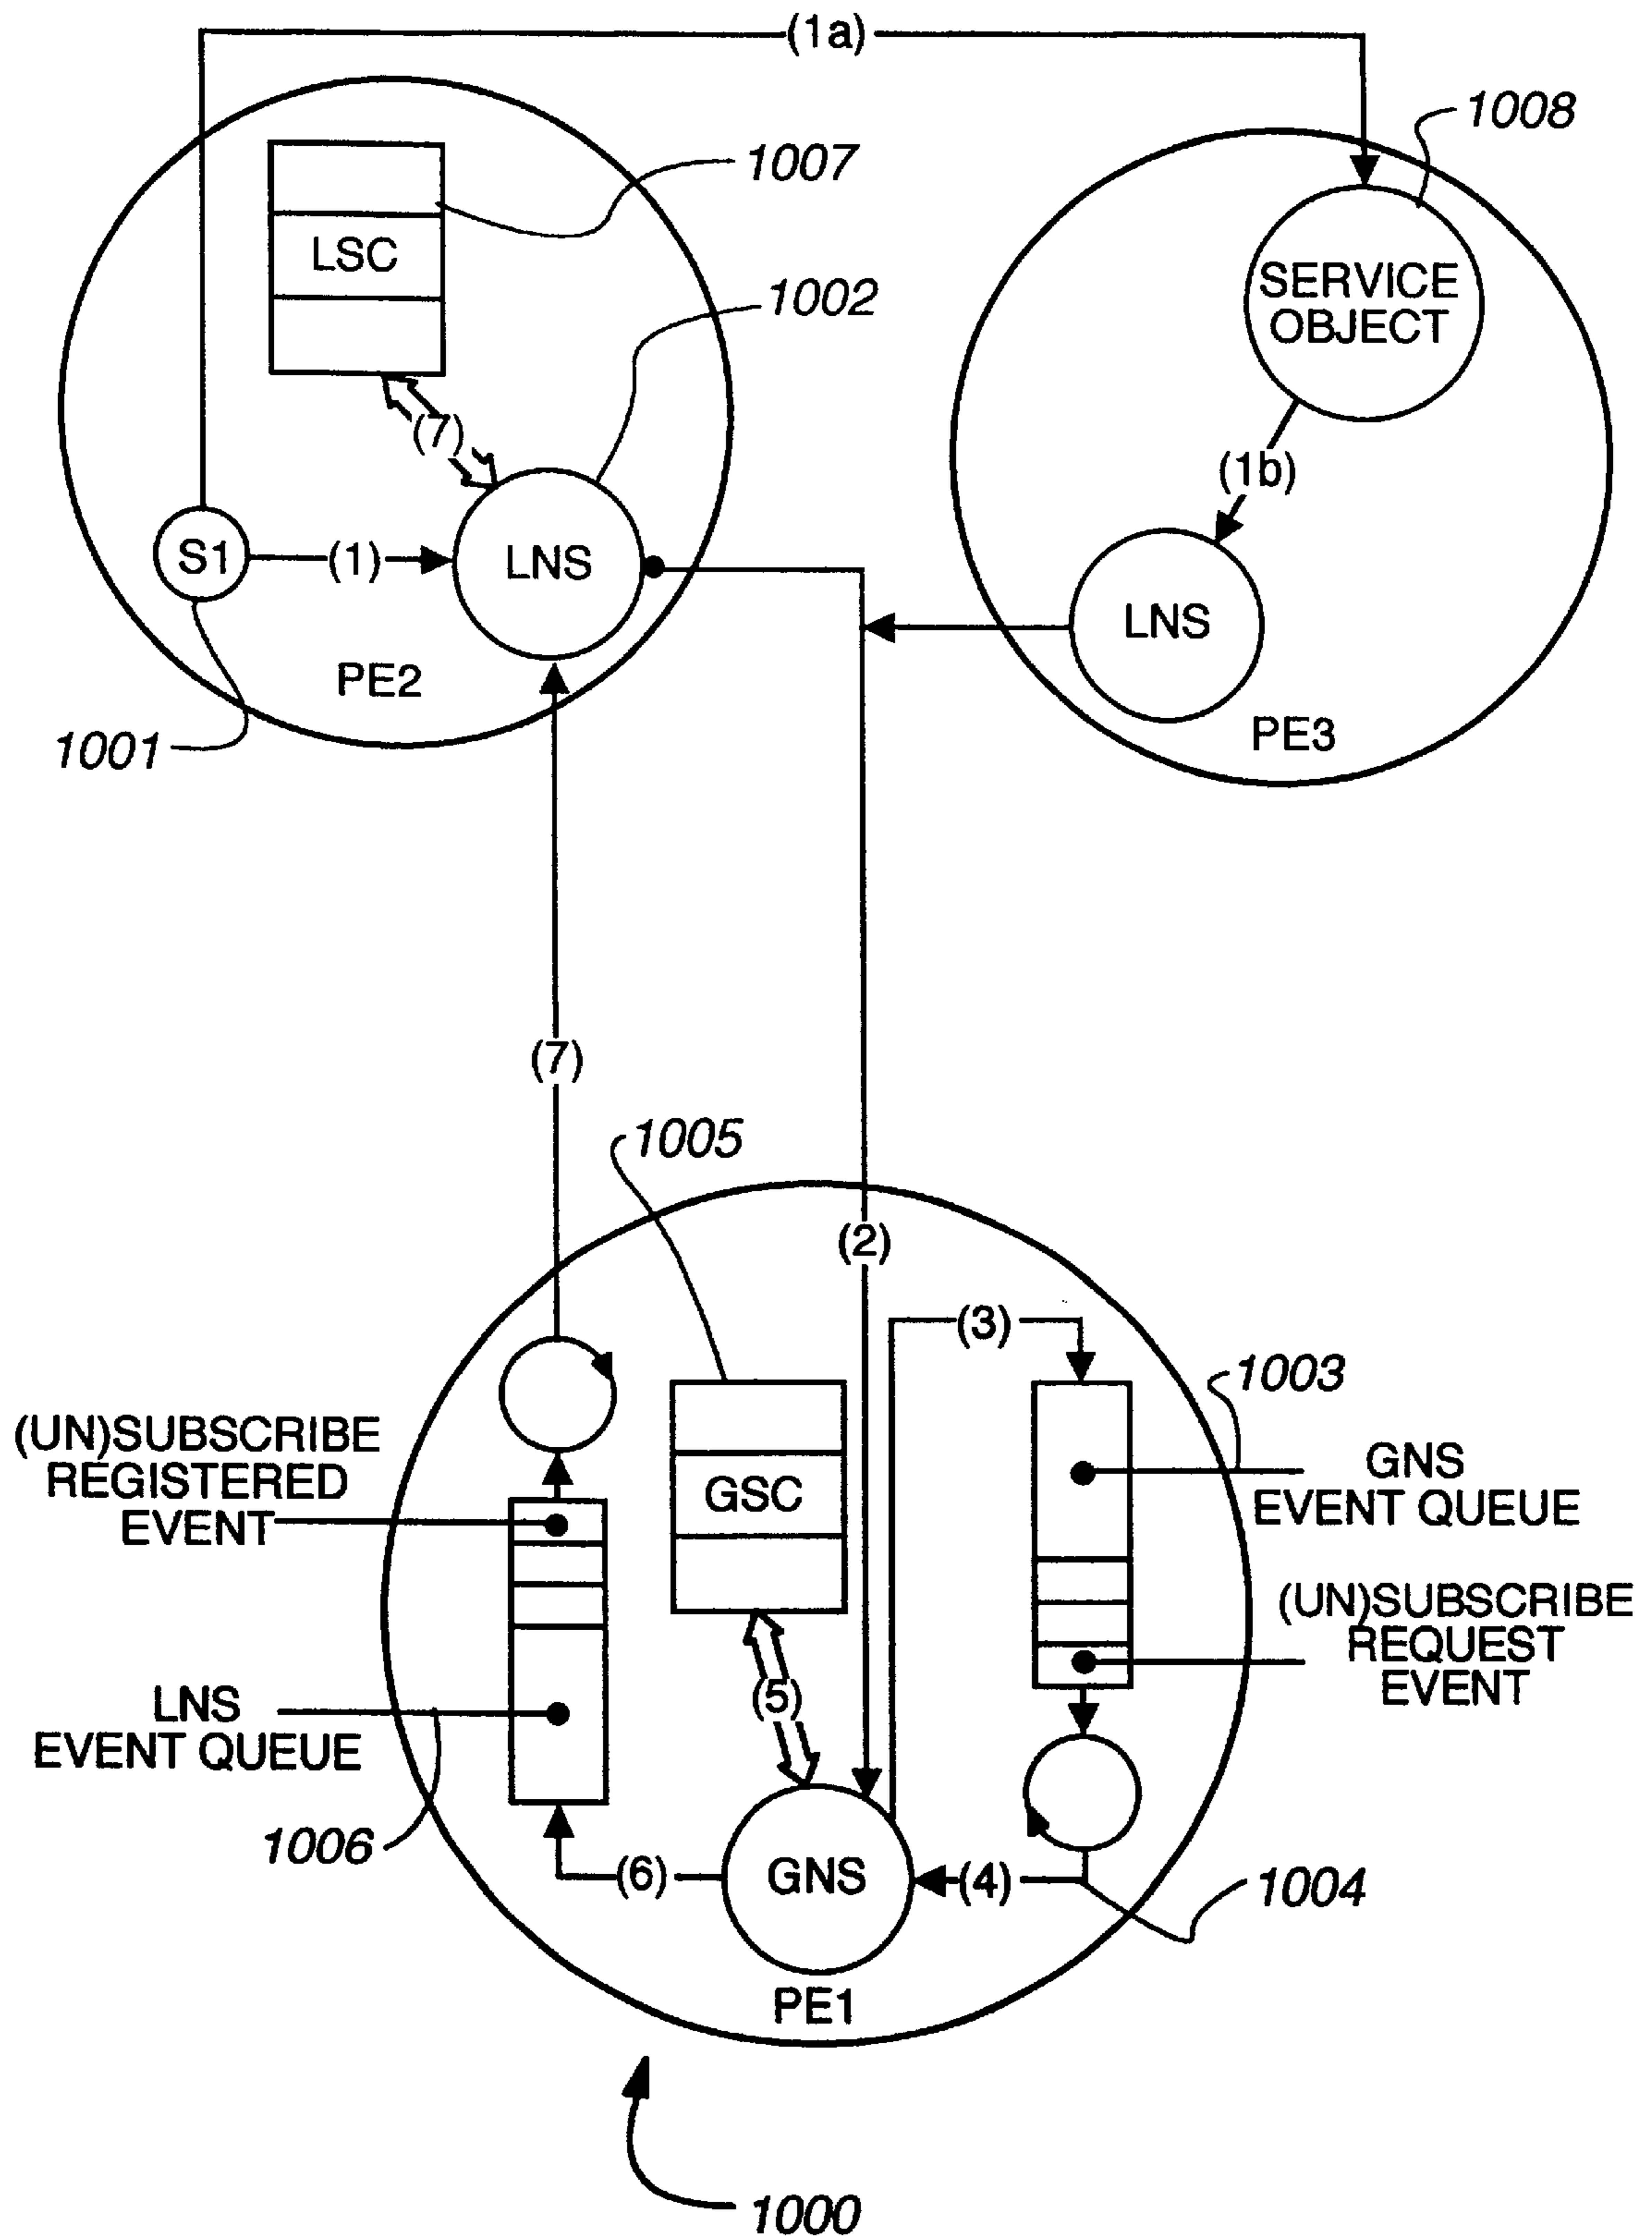 (1a)
1008
1007
LSC
1002
SERVICE
OBJECT
(7)
(1b)
S1
(1)
LNS
LNS
PE2
PE3
1001
(7)
1005
(2)
(3)
1003
(UN)SUBSCRIBE
REGISTERED
EVENT
GSC
GNS
EVENT QUEUE
(UN)SUBSCRIBE
REQUEST
EVENT
(5)
LNS
EVENT QUEUE
1006
(6)
GNS
(4)
1004
PE1
1000